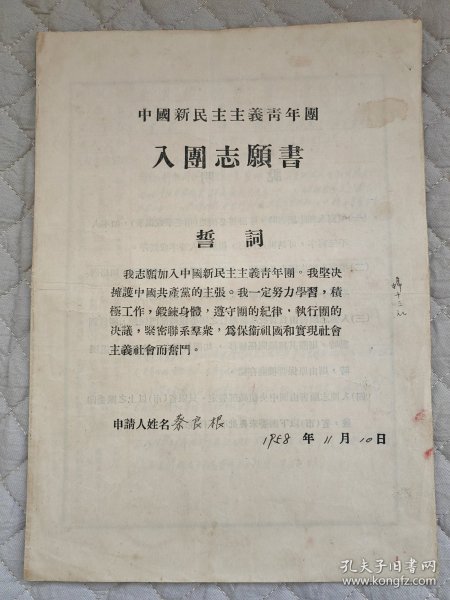 中國新民主主義青年團
入團志願書
誓詞
我志願加入中國新民主主義青年團。我堅决
擁護中國共產黨的主張。我一定努力學習，積
極工作，鍛鍊身體，遵守團的紀律，執行團的
决議，緊密聯系羣衆，爲保衛祖國和實現社會
主義社會而奮鬥。
申請人姓名秦良根
1958 年 11 月 10 日
孔夫子旧书网
www.kongfz.com